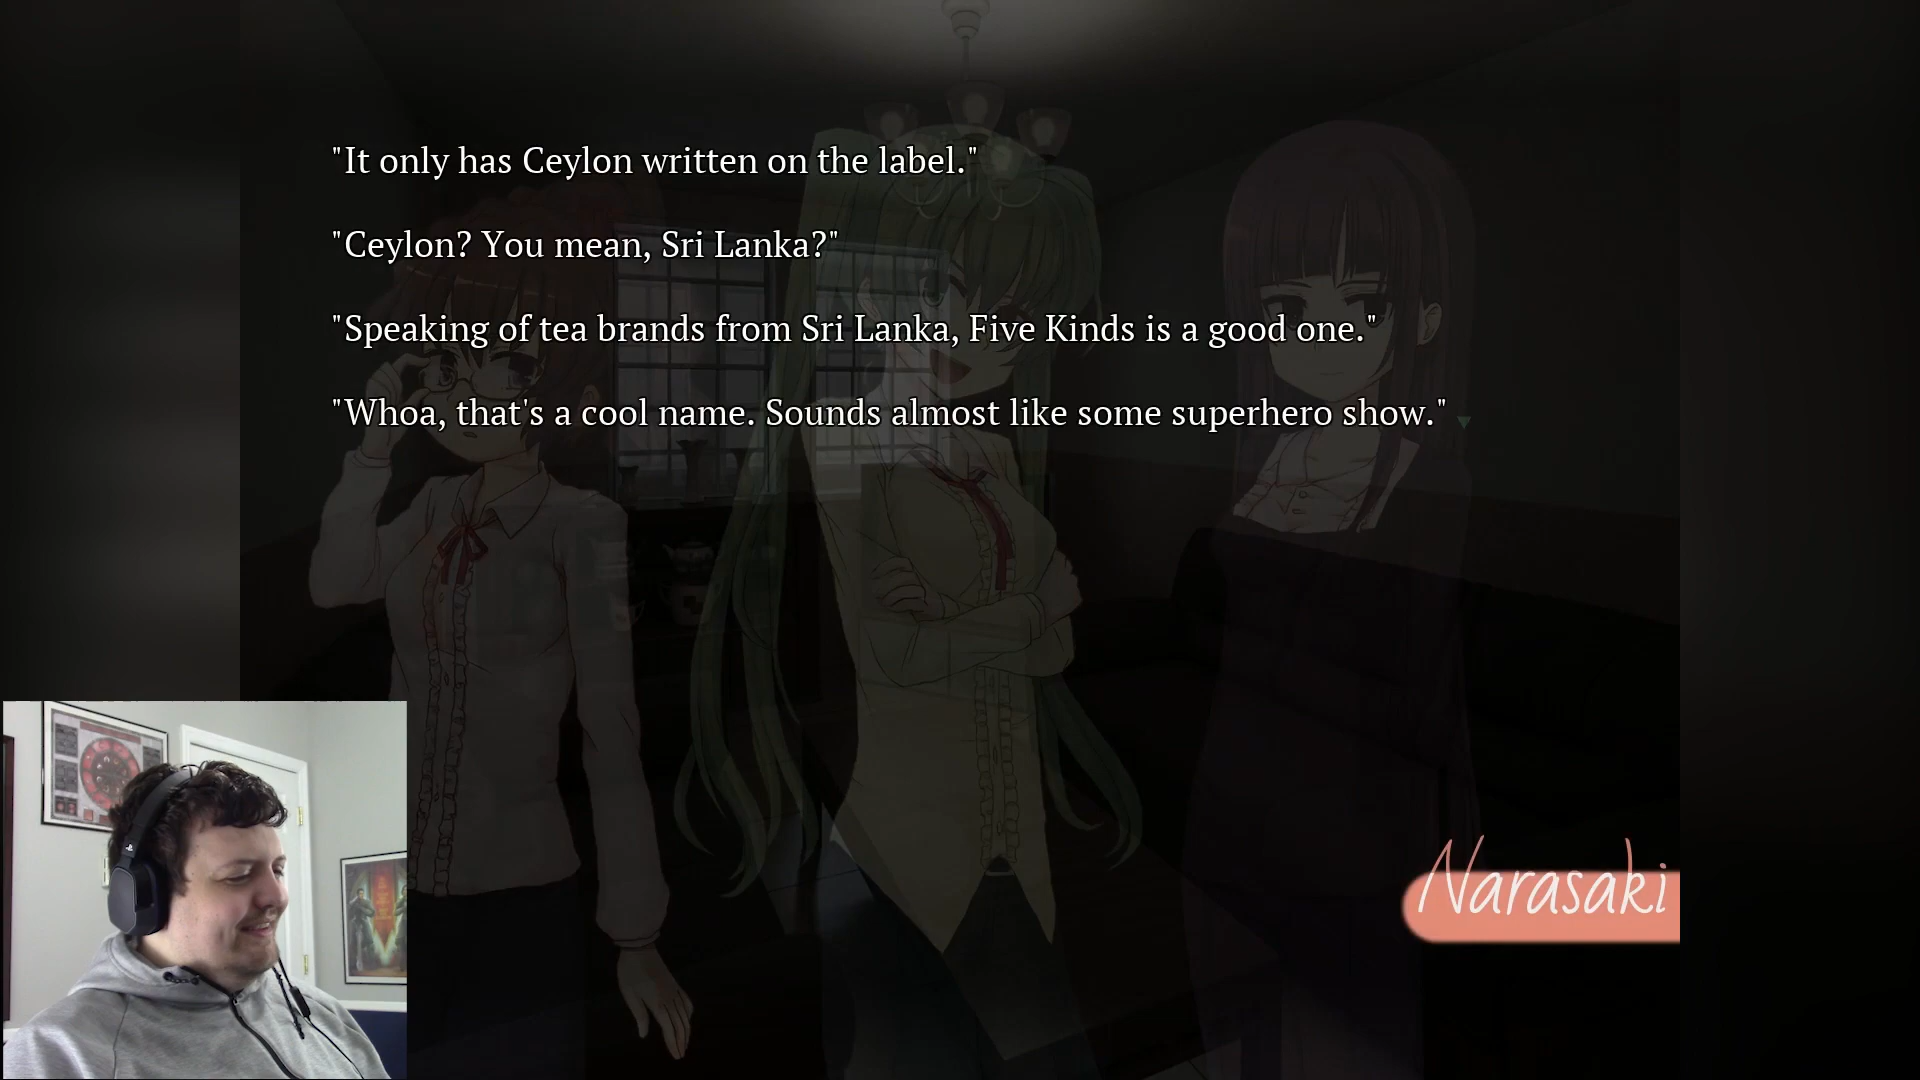 "It only has Ceylon written on the label."
"Ceylon? You mean, Sri Lanka?"
"Speaking of tea brands from Sri Lanka, Five Kinds is a good one."
"Whoa, that's a cool name. Sounds almost like some superhero show."
Narasaki